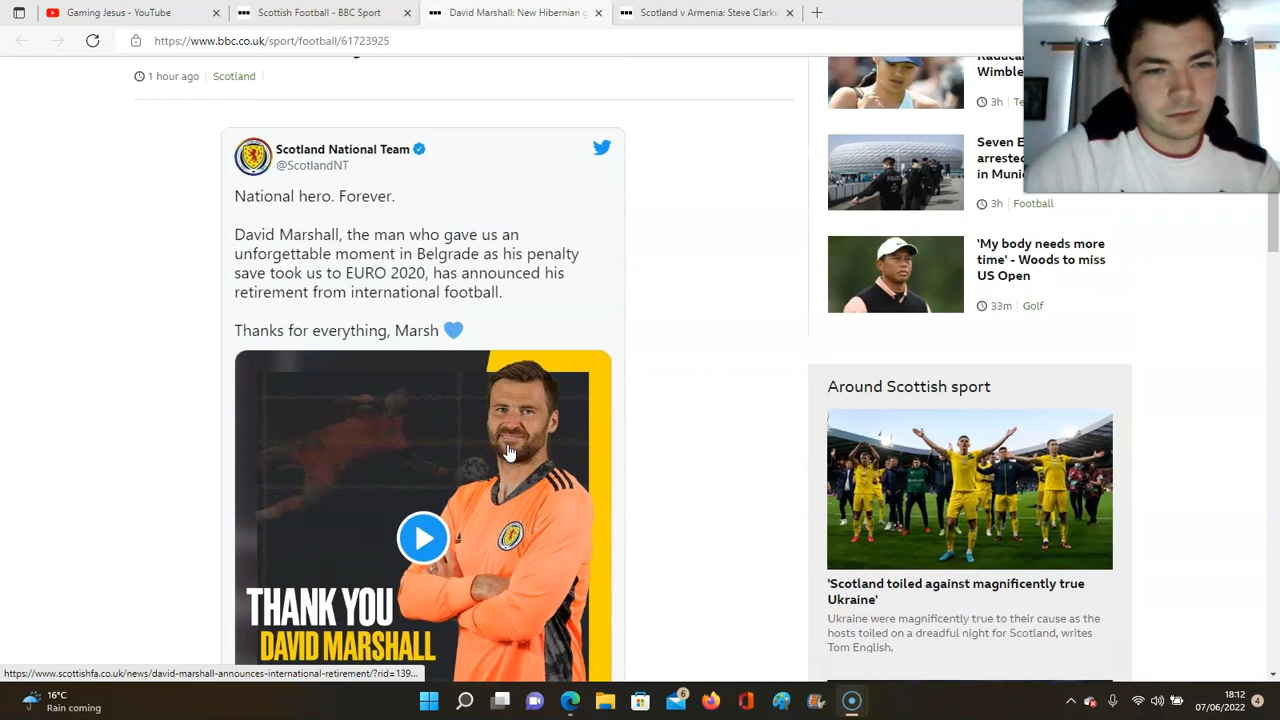 Gaming Jesus - YouTube
Scottish Football - BBC Sport
David Marshall: New Hibernian g
Scotland v Armenia: Steve Clarke
https://www.bbc.co.uk/sport/football/61723925
1 hour ago
Scotland
Scotland National Team
@ScotlandNT
National hero. Forever.
David Marshall, the man who gave us an
unforgettable moment in Belgrade as his penalty
save took us to EURO 2020, has announced his
retirement from international football.
Thanks for everything, Marsh
THANK YOU
DAVID MARSHALL
Wimble
3h
Te
Seven E
arreste
in Muni
3h
Football
'My body needs more
time' - Woods to miss
US Open
33m
Golf
Around Scottish sport
'Scotland toiled against magnificently true
Ukraine'
Ukraine were magnificently true to their cause as the
hosts toiled on a dreadful night for Scotland, writes
Tom English.
https://www.scottishfa.co.uk/news/david-marshall-announces-international-retirement/?rid=139...
16°C
Rain coming
6
18:12
07/06/2022
4